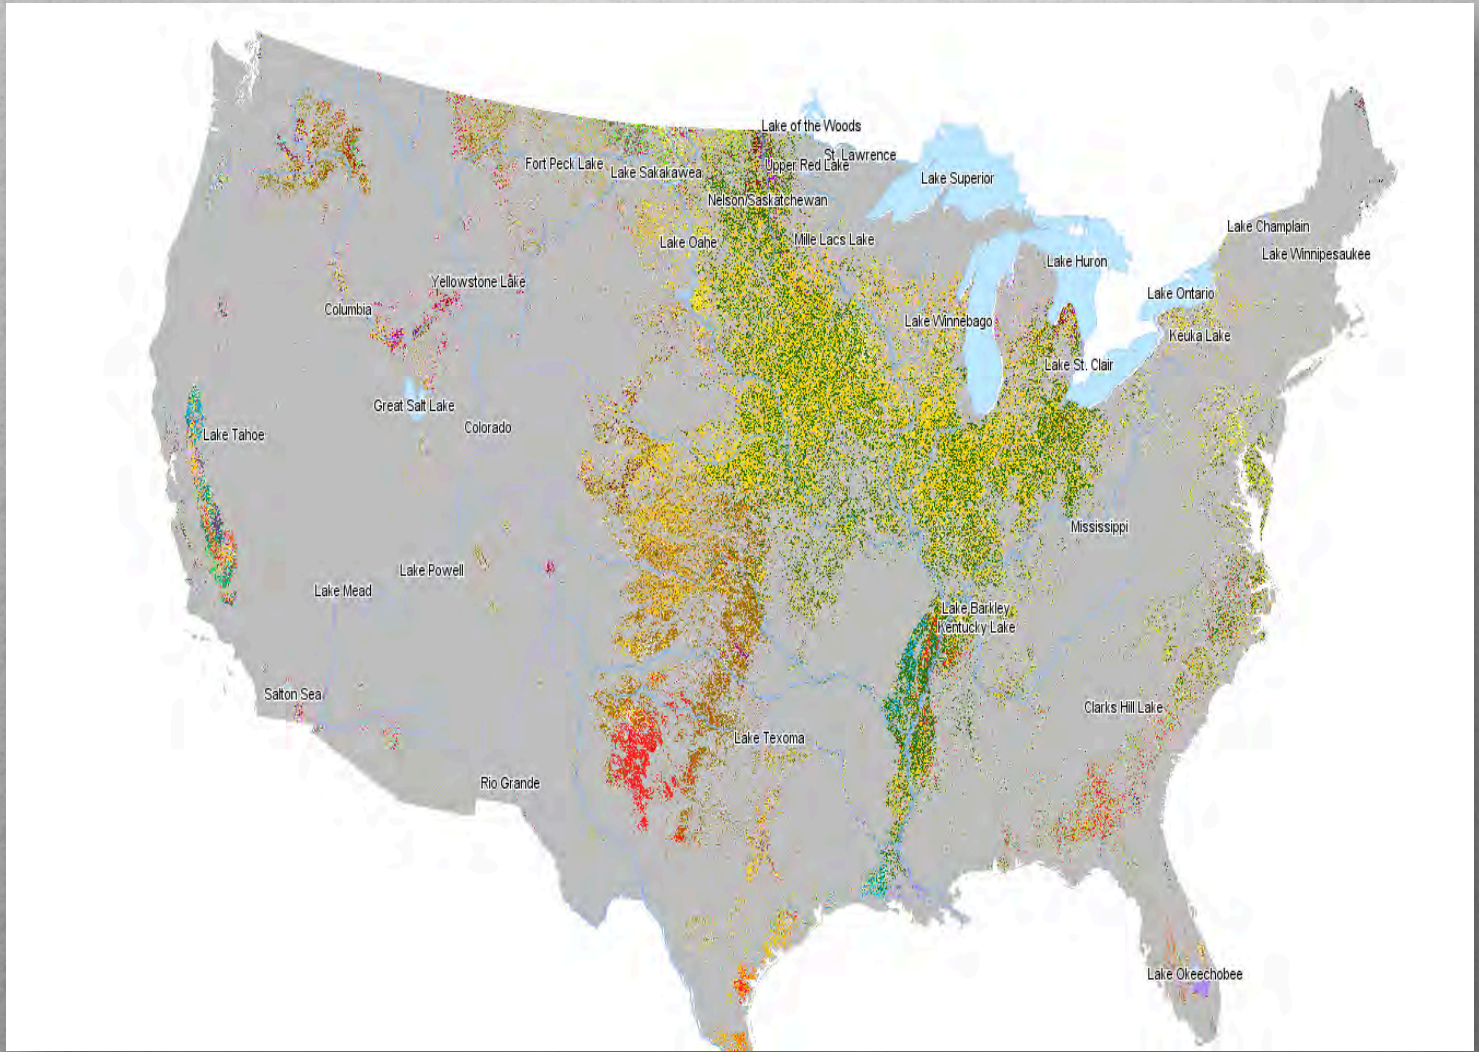 Lake of the Woods
St. Lawrence
Fort Peck Lake
Lake Sakakawea
Upper Red Lake
Lake Superior
Nelson/Saskatchewan
Lake Champlain
Lake Oahe
Mille Lacs Lake
Lake Winnipesaukee
Lake Huron
Yellowstone Lake
Lake Ontario
Columbia
Lake Winnebago
Keuka Lake
Lake St. Clair
Great Salt Lake
Colorado
Lake Tahoe
Mississippi
Lake Powell
Lake Mead
Lake Barkley
Kentucky Lake
Salton Sea
Clarks Hill Lake
Lake Texoma
Rio Grande
Lake Okeechobee